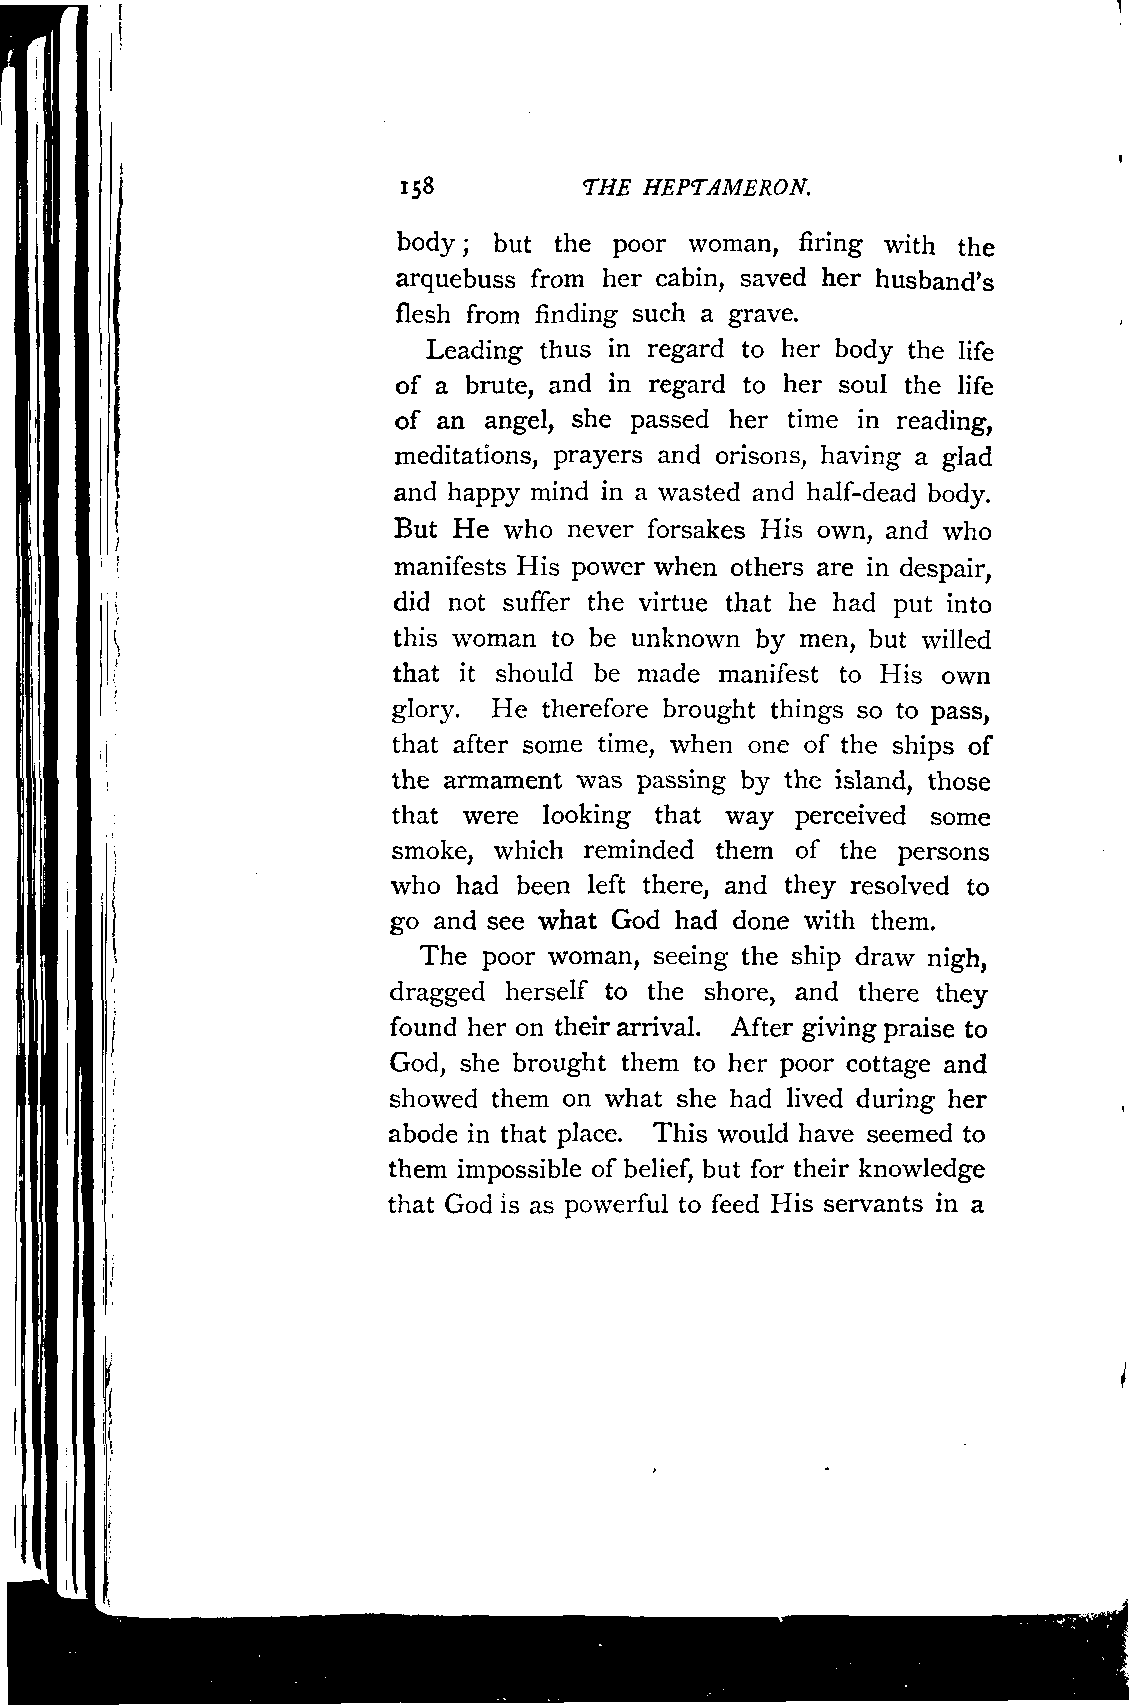 158 THE HEPTAMERON.
body; but the poor woman, firing with the
arquebuss from her cabin, saved her husband's
flesh from finding such a grave.
Leading thus in regard to her body the life
of a brute, and in regard to her soul the life
of an angel, she passed her time in reading,
meditations, prayers and orisons, having a glad
and happy mind in a wasted and half-dead body.
But He who never forsakes His own, and who
manifests His power when others are in despair,
did not suffer the virtue that he had put into
this woman to be unknown by men, but willed
that it should be made manifest to His own
glory. He therefore brought things so to pass,
that after some time, when one of the ships of
the armament was passing by the island, those
that were looking that way perceived some
smoke, which reminded them of the persons
who had been left there, and they resolved to
go and see what God had done with them.
The poor woman, seeing the ship draw nigh,
dragged herself to the shore, and there they
found her on their arrival. After giving praise to
God, she brought them to her poor cottage and
showed them on what she had lived during her
abode in that place. This would have seemed to
them impossible of belief, but for their knowledge
that God is as powerful to feed His servants in a